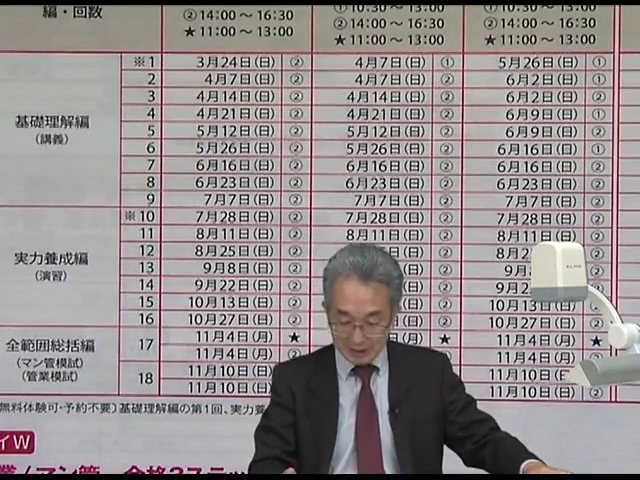 編・回数
② 14:00 ～ 16:30
★ 11:00 ～ 13:00
① 10:30 ～ 13:00
② 14:00 ～ 16:30
★ 11:00 ～ 13:00
① 10:30 ～ 13:00
② 14:00 ～ 16:30
★ 11:00 ～ 13:00
基礎理解編
(講義)
※1 3月24日(日) ② 4月7日(日) ① 5月26日(日) ①
2 4月7日(日) ② 4月7日(日) ② 6月2日(日) ①
3 4月14日(日) ② 4月14日(日) ② 6月2日(日) ②
4 4月21日(日) ② 4月21日(日) ② 6月9日(日) ①
5 5月12日(日) ② 5月12日(日) ② 6月9日(日) ②
6 5月26日(日) ② 5月26日(日) ② 6月16日(日) ①
7 6月16日(日) ② 6月16日(日) ② 6月16日(日) ②
8 6月23日(日) ② 6月23日(日) ② 6月23日(日) ②
9 7月7日(日) ② 7月7日(日) ② 7月7日(日) ②
実力養成編
(演習)
※10 7月28日(日) ② 7月28日(日) ② 7月28日(日) ②
11 8月11日(日) ② 8月11日(日) ② 8月11日(日) ②
12 8月25日(日) ②
13 9月8日(日) ②
14 9月22日(日) ②
15 10月13日(日) ② 10月13日(日) ②
16 10月27日(日) ② 10月27日(日) ②
全範囲総括編
(マン管模試)
(管業模試)
17 11月4日(月) ★ (月) ★ 11月4日(月) ★
11月4日(月) ② 11月4日(月) ②
18 11月10日(日) 11月10日(日)
11月10日(日) 11月10日(日) ②
無料体験可・予約不要)基礎理解編の第1回、実力養
イW
業/マン管 合格